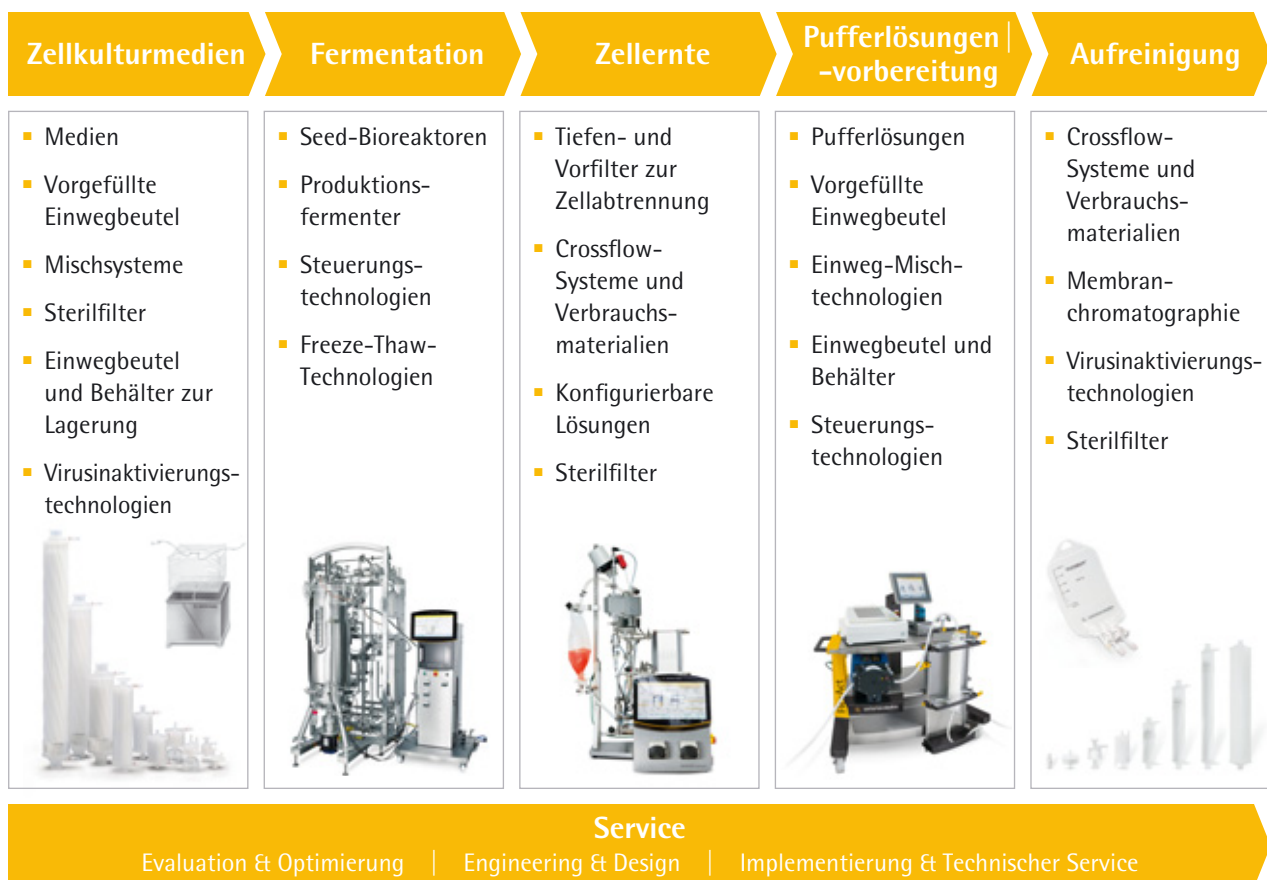 Zellkulturmedien
Fermentation
Zellernte
Pufferlösungen |
-vorbereitung
Aufreinigung
Medien
Vorgefüllte
Einwegbeutel
Mischsysteme
Sterilfilter
Einwegbeutel
und Behälter zur
Lagerung
Virusinaktivierungs-
technologien
Seed-Bioreaktoren
Produktions-
fermenter
Steuerungs-
technologien
Freeze-Thaw-
Technologien
Tiefen- und
Vorfilter zur
Zellabtrennung
Crossflow-
Systeme und
Verbrauchs-
materialien
Konfigurierbare
Lösungen
Sterilfilter
Pufferlösungen
Vorgefüllte
Einwegbeutel
Einweg-Misch-
technologien
Einwegbeutel und
Behälter
Steuerungs-
technologien
Crossflow-
Systeme und
Verbrauchs-
materialien
Membran-
chromatographie
Virusinaktivierungs-
technologien
Sterilfilter
Service
Evaluation & Optimierung | Engineering & Design | Implementierung & Technischer Service